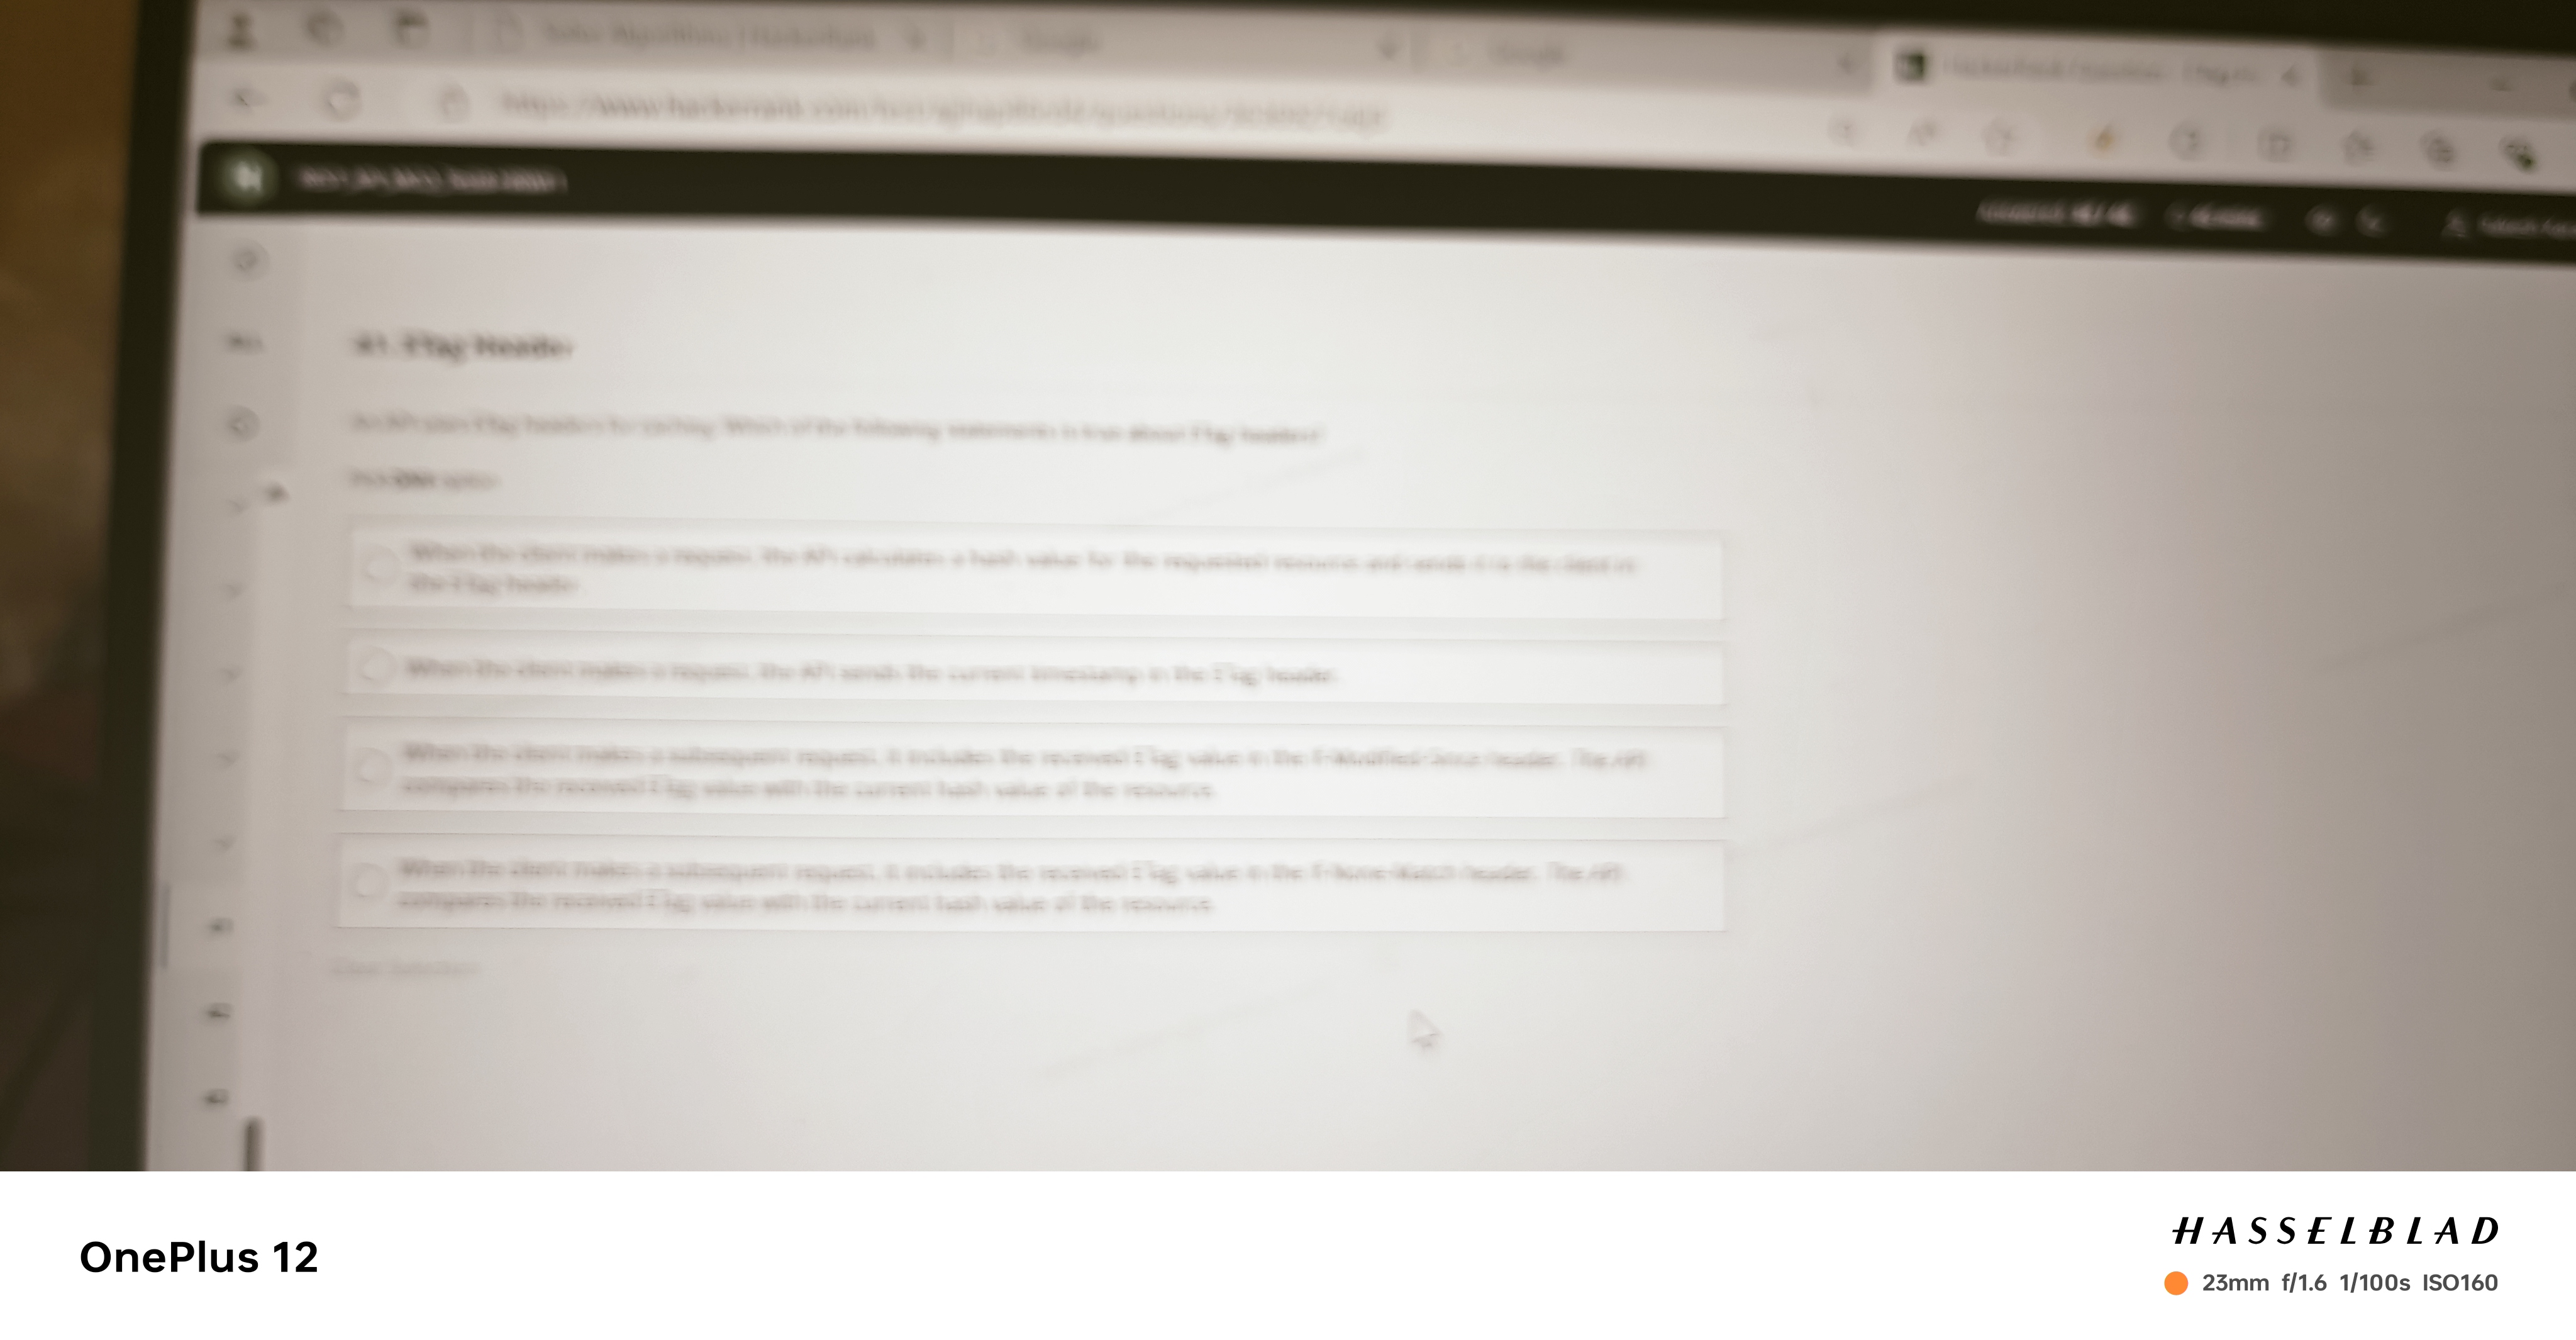 Google
Google
https://www.hackerrank.com/test/
41. ETag Header
An API uses ETag headers for caching. Which of the following statements is true about ETag headers?
Pick ONE option
When the client makes a request, the API calculates a hash value for the requested resource and sends it to the client in
the ETag header.
When the client makes a request, the API sends the current timestamp in the ETag header.
When the client makes a subsequent request, it includes the received ETag value in the If-Modified-Since header. The API
compares the received ETag value with the current hash value of the resource.
When the client makes a subsequent request, it includes the received ETag value in the If-None-Match header. The API
compares the received ETag value with the current hash value of the resource.
Clear Selection
OnePlus 12
HASSELBLAD
23mm f/1.6 1/100s ISO160